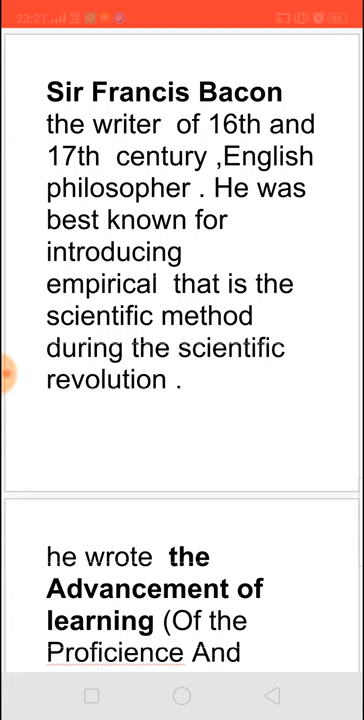 23:21
Sir Francis Bacon
the writer of 16th and
17th century ,English
philosopher . He was
best known for
introducing
empirical that is the
scientific method
during the scientific
revolution .
he wrote the
Advancement of
learning (Of the
Proficience And